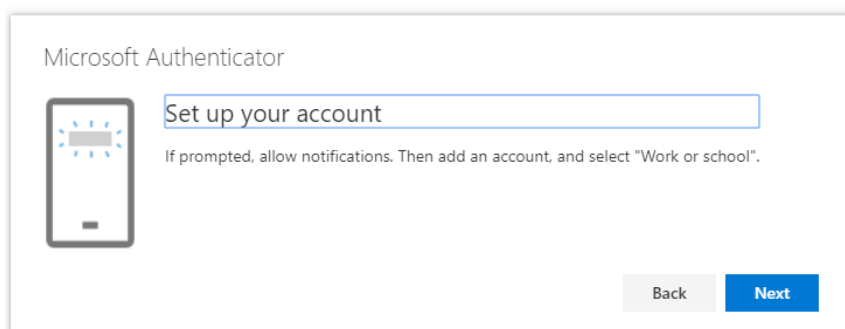 Microsoft Authenticator
Set up your account
If prompted, allow notifications. Then add an account, and select "Work or school".
Back
Next